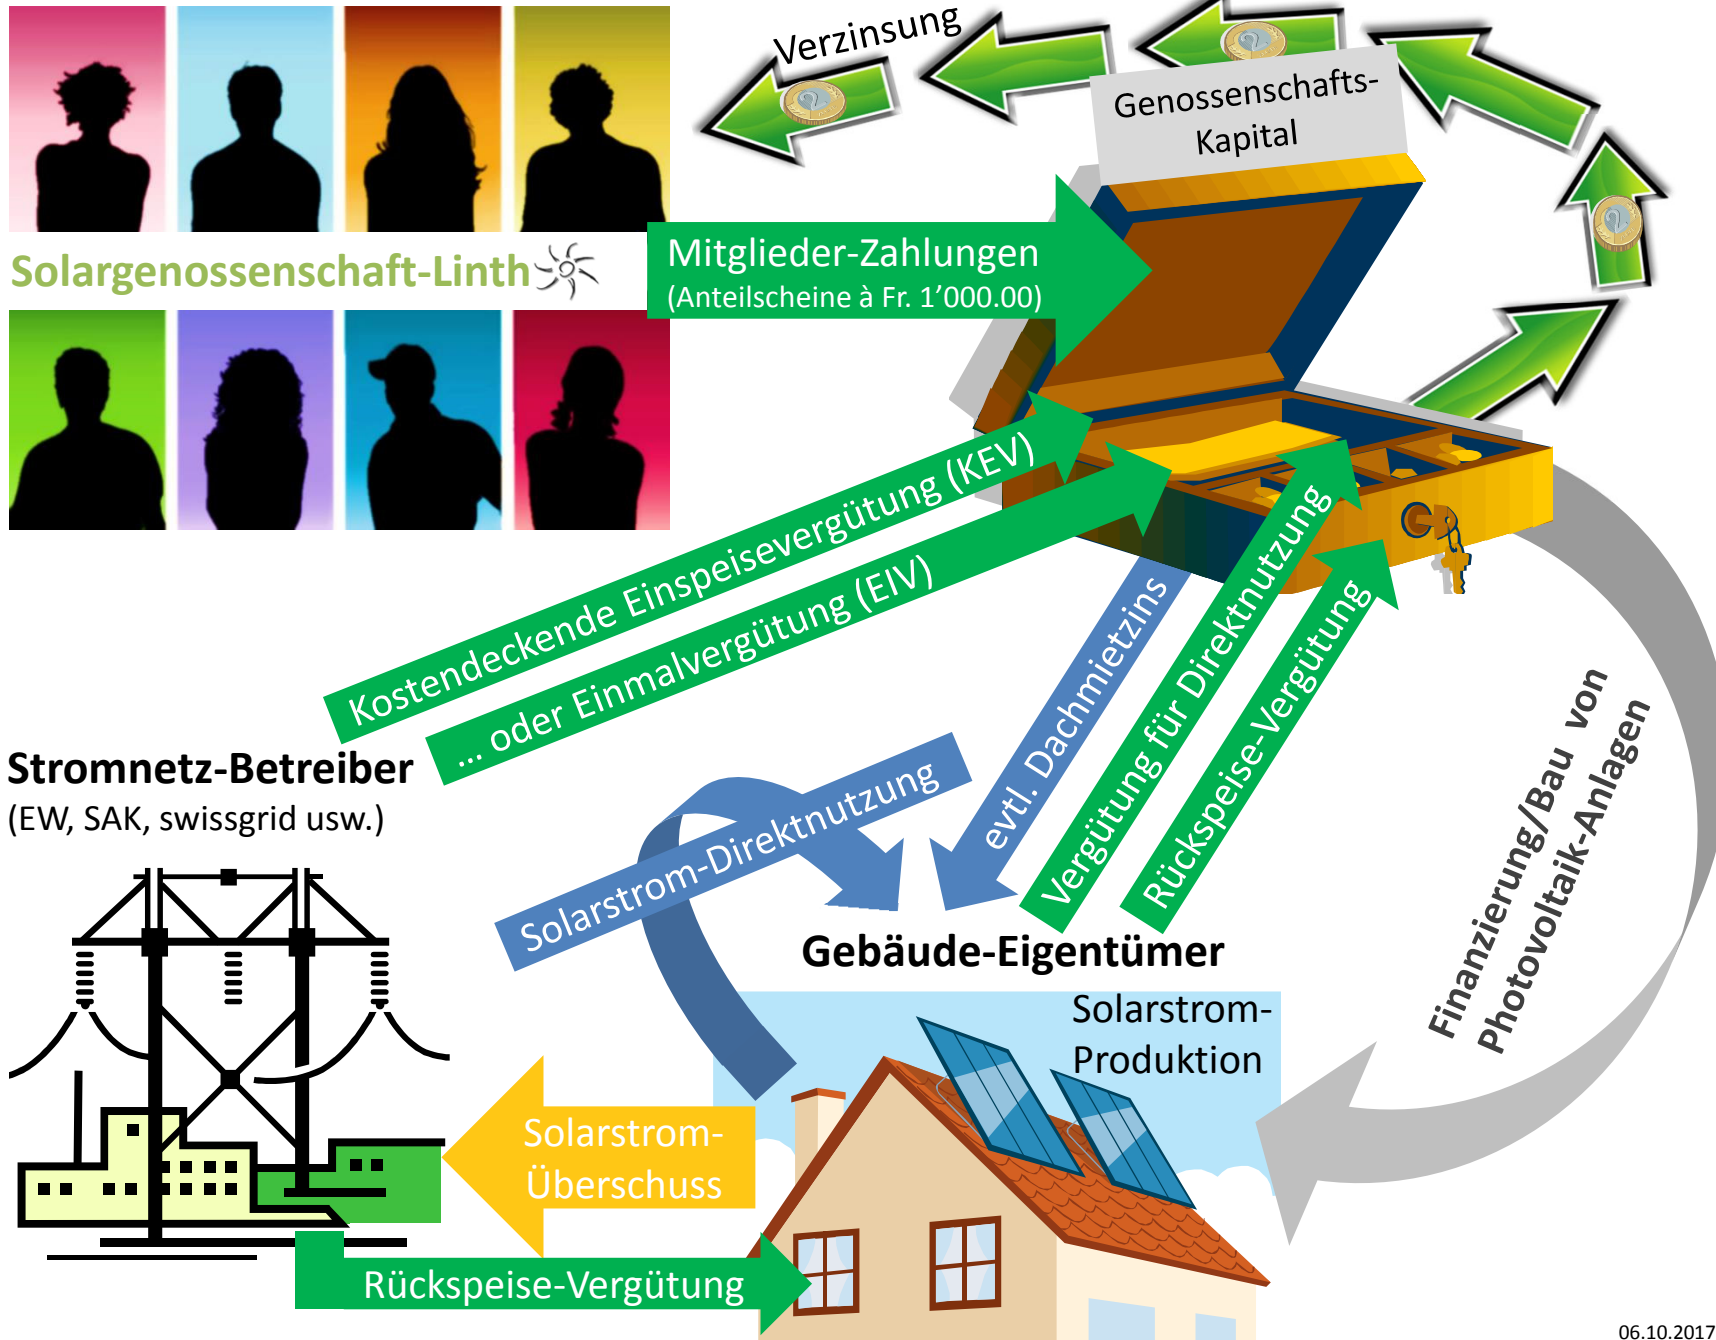 Verzinsung
Genossenschafts-
Kapital
Solargenossenschaft-Linth
Mitglieder-Zahlungen
(Anteilscheine à Fr. 1’000.00)
Kostendeckende Einspeisevergütung (KEV)
... oder Einmalvergütung (EIV)
evtl. Dachmietzins
Vergütung für Direktnutzung
Rückspeise-Vergütung
Finanzierung/Bau von
Photovoltaik-Anlagen
Stromnetz-Betreiber
(EW, SAK, swissgrid usw.)
Solarstrom-Direktnutzung
Gebäude-Eigentümer
Solarstrom-
Produktion
Solarstrom-
Überschuss
Rückspeise-Vergütung
06.10.2017